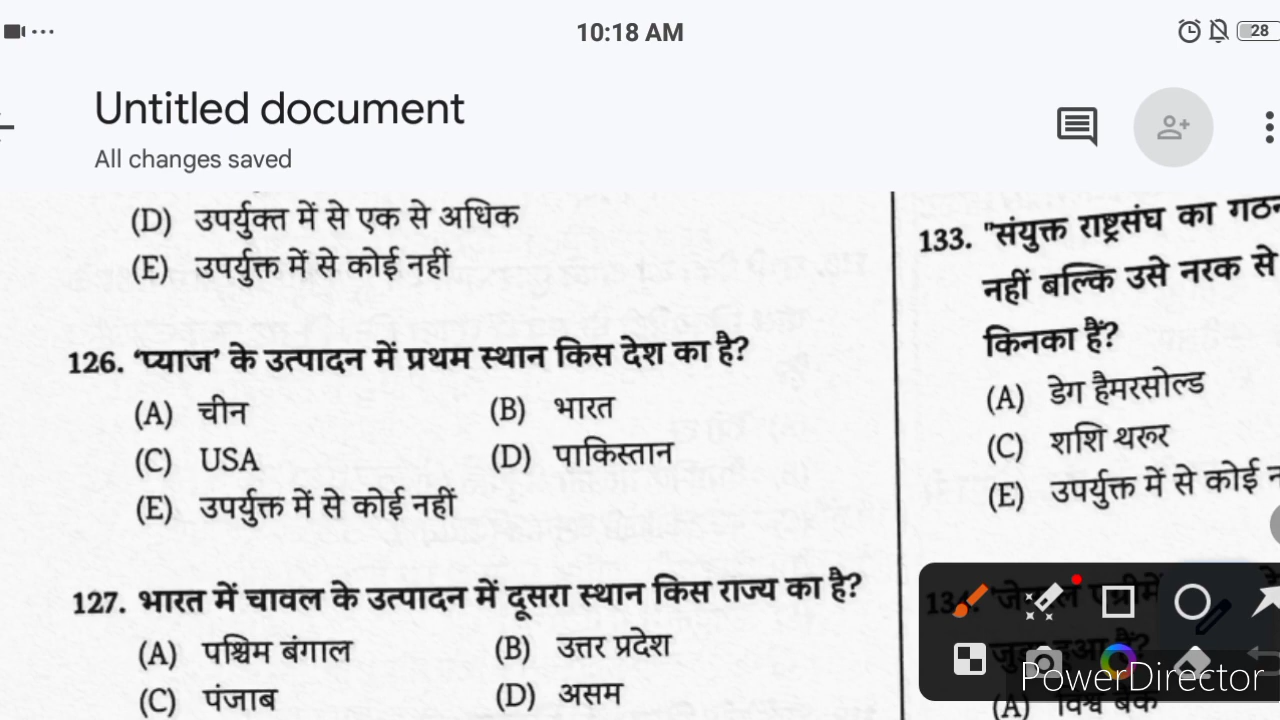 10:18 AM
28
Untitled document
All changes saved
(D) उपर्युक्त में से एक से अधिक
(E) उपर्युक्त में से कोई नहीं
126. ‘प्याज’ के उत्पादन में प्रथम स्थान किस देश का है?
(A) चीन
(B) भारत
(C) USA
(D) पाकिस्तान
(E) उपर्युक्त में से कोई नहीं
127. भारत में चावल के उत्पादन में दूसरा स्थान किस राज्य का है?
(A) पश्चिम बंगाल
(B) उत्तर प्रदेश
(C) पंजाब
(D) असम
133. "संयुक्त राष्ट्रसंघ का
नहीं बल्कि उसे नरक से
किनका हैं?
(A) डेग हैमरसोल्ड
(C) शशि थरूर
(E) उपर्युक्त में से कोई
134.
(A) विश्व बैंक
PowerDirector